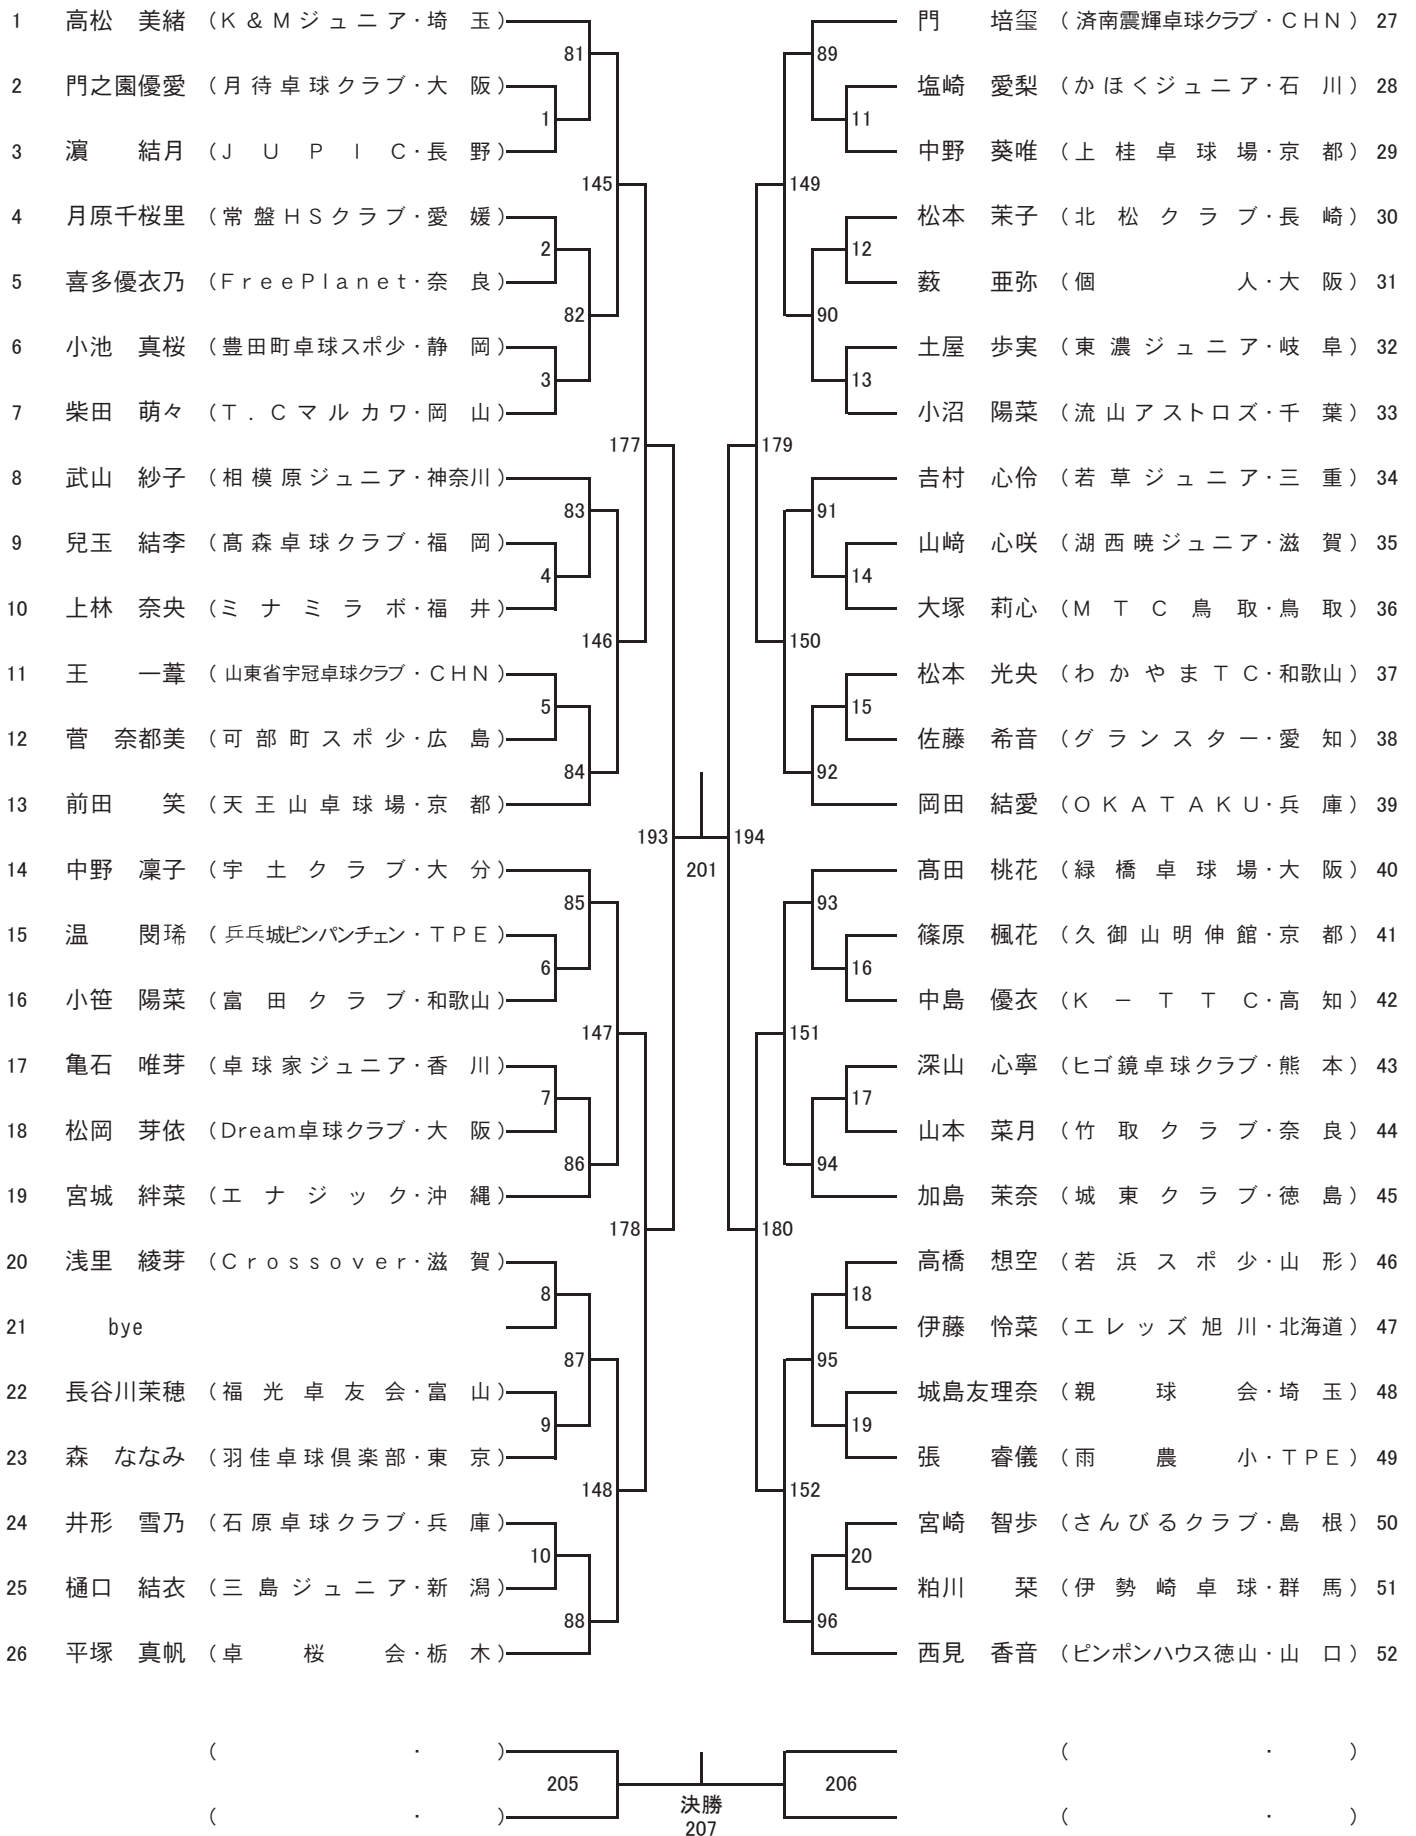 1 高松 美緒 (K&Mジュニア・埼玉)
2 門之園優愛 (月待卓球クラブ・大阪)
3 濵 結月 (JUPIC・長野)
4 月原千桜里 (常盤HSクラブ・愛媛)
5 喜多優衣乃 (FreePlanet・奈良)
6 小池 真桜 (豊田町卓球スポ少・静岡)
7 柴田 萌々 (T.Cマルカワ・岡山)
8 武山 紗子 (相模原ジュニア・神奈川)
9 兒玉 結李 (髙森卓球クラブ・福岡)
10 上林 奈央 (ミナミラボ・福井)
11 王 一葦 (山東省宇冠卓球クラブ・CHN)
12 菅 奈都美 (可部町スポ少・広島)
13 前田 笑 (天王山卓球場・京都)
14 中野 凜子 (宇土クラブ・大分)
15 温 閔琋 (乒乓城ピンパンチェン・TPE)
16 小笹 陽菜 (富田クラブ・和歌山)
17 亀石 唯芽 (卓球家ジュニア・香川)
18 松岡 芽依 (Dream卓球クラブ・大阪)
19 宮城 絆菜 (エナジック・沖縄)
20 浅里 綾芽 (Crossover・滋賀)
21 bye
22 長谷川茉穂 (福光卓友会・富山)
23 森 ななみ (羽佳卓球倶楽部・東京)
24 井形 雪乃 (石原卓球クラブ・兵庫)
25 樋口 結衣 (三島ジュニア・新潟)
26 平塚 真帆 (卓桜会・栃木)
81
1
145
2
82
3
177
83
4
146
5
84
193
85
6
147
7
86
178
8
87
9
148
10
88
201
194
89
11
149
12
90
13
179
91
14
150
15
92
93
16
151
17
94
180
18
95
19
152
20
96
門 培玺 (済南震輝卓球クラブ・CHN) 27
塩崎 愛梨 (かほくジュニア・石川) 28
中野 葵唯 (上桂卓球場・京都) 29
松本 茉子 (北松クラブ・長崎) 30
薮 亜弥 (個人・大阪) 31
土屋 歩実 (東濃ジュニア・岐阜) 32
小沼 陽菜 (流山アストロズ・千葉) 33
𠮷村 心伶 (若草ジュニア・三重) 34
山﨑 心咲 (湖西暁ジュニア・滋賀) 35
大塚 莉心 (MTC鳥取・鳥取) 36
松本 光央 (わかやまTC・和歌山) 37
佐藤 希音 (グランスター・愛知) 38
岡田 結愛 (OKATAKU・兵庫) 39
髙田 桃花 (緑橋卓球場・大阪) 40
篠原 楓花 (久御山明伸館・京都) 41
中島 優衣 (K-TTC・高知) 42
深山 心寧 (ヒゴ鏡卓球クラブ・熊本) 43
山本 菜月 (竹取クラブ・奈良) 44
加島 茉奈 (城東クラブ・徳島) 45
高橋 想空 (若浜スポ少・山形) 46
伊藤 怜菜 (エレッズ旭川・北海道) 47
城島友理奈 (親球会・埼玉) 48
張 睿儀 (雨農小・TPE) 49
宮崎 智歩 (さんびるクラブ・島根) 50
粕川 栞 (伊勢崎卓球・群馬) 51
西見 香音 (ピンポンハウス徳山・山口) 52
( ・ )
( ・ )
205
決勝
207
206
( ・ )
( ・ )